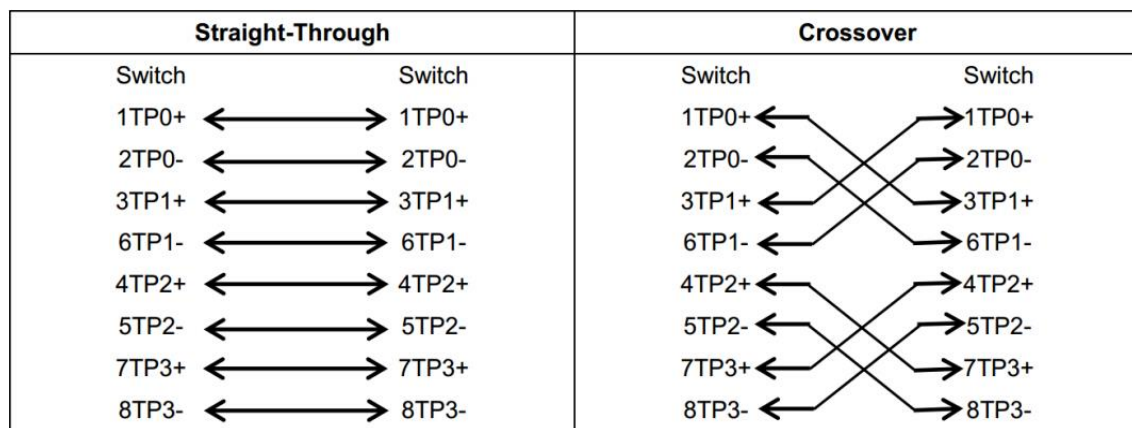 Straight-Through Crossover
Switch Switch Switch Switch
1TP0+ 1TP0+ 1TP0+ 1TP0+
2TP0- 2TP0- 2TP0- 2TP0-
3TP1+ 3TP1+ 3TP1+ 3TP1+
6TP1- 6TP1- 6TP1- 6TP1-
4TP2+ 4TP2+ 4TP2+ 4TP2+
5TP2- 5TP2- 5TP2- 5TP2-
7TP3+ 7TP3+ 7TP3+ 7TP3+
8TP3- 8TP3- 8TP3- 8TP3-